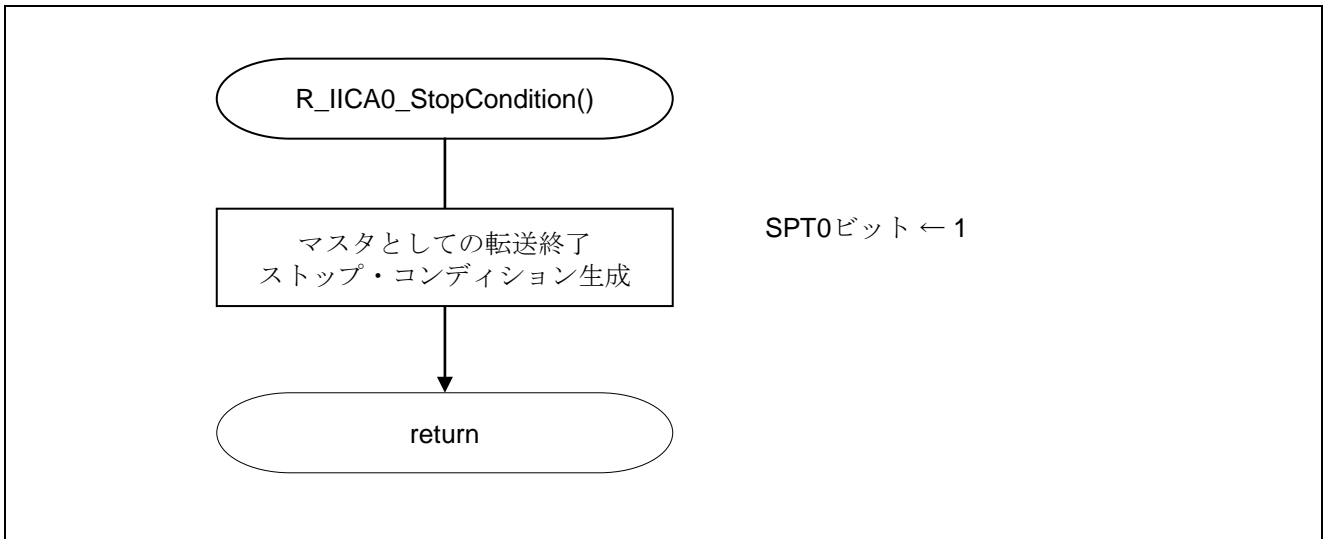 R_IICA0_StopCondition()
マスタとしての転送終了
ストップ・コンディション生成
SPT0ビット ← 1
return